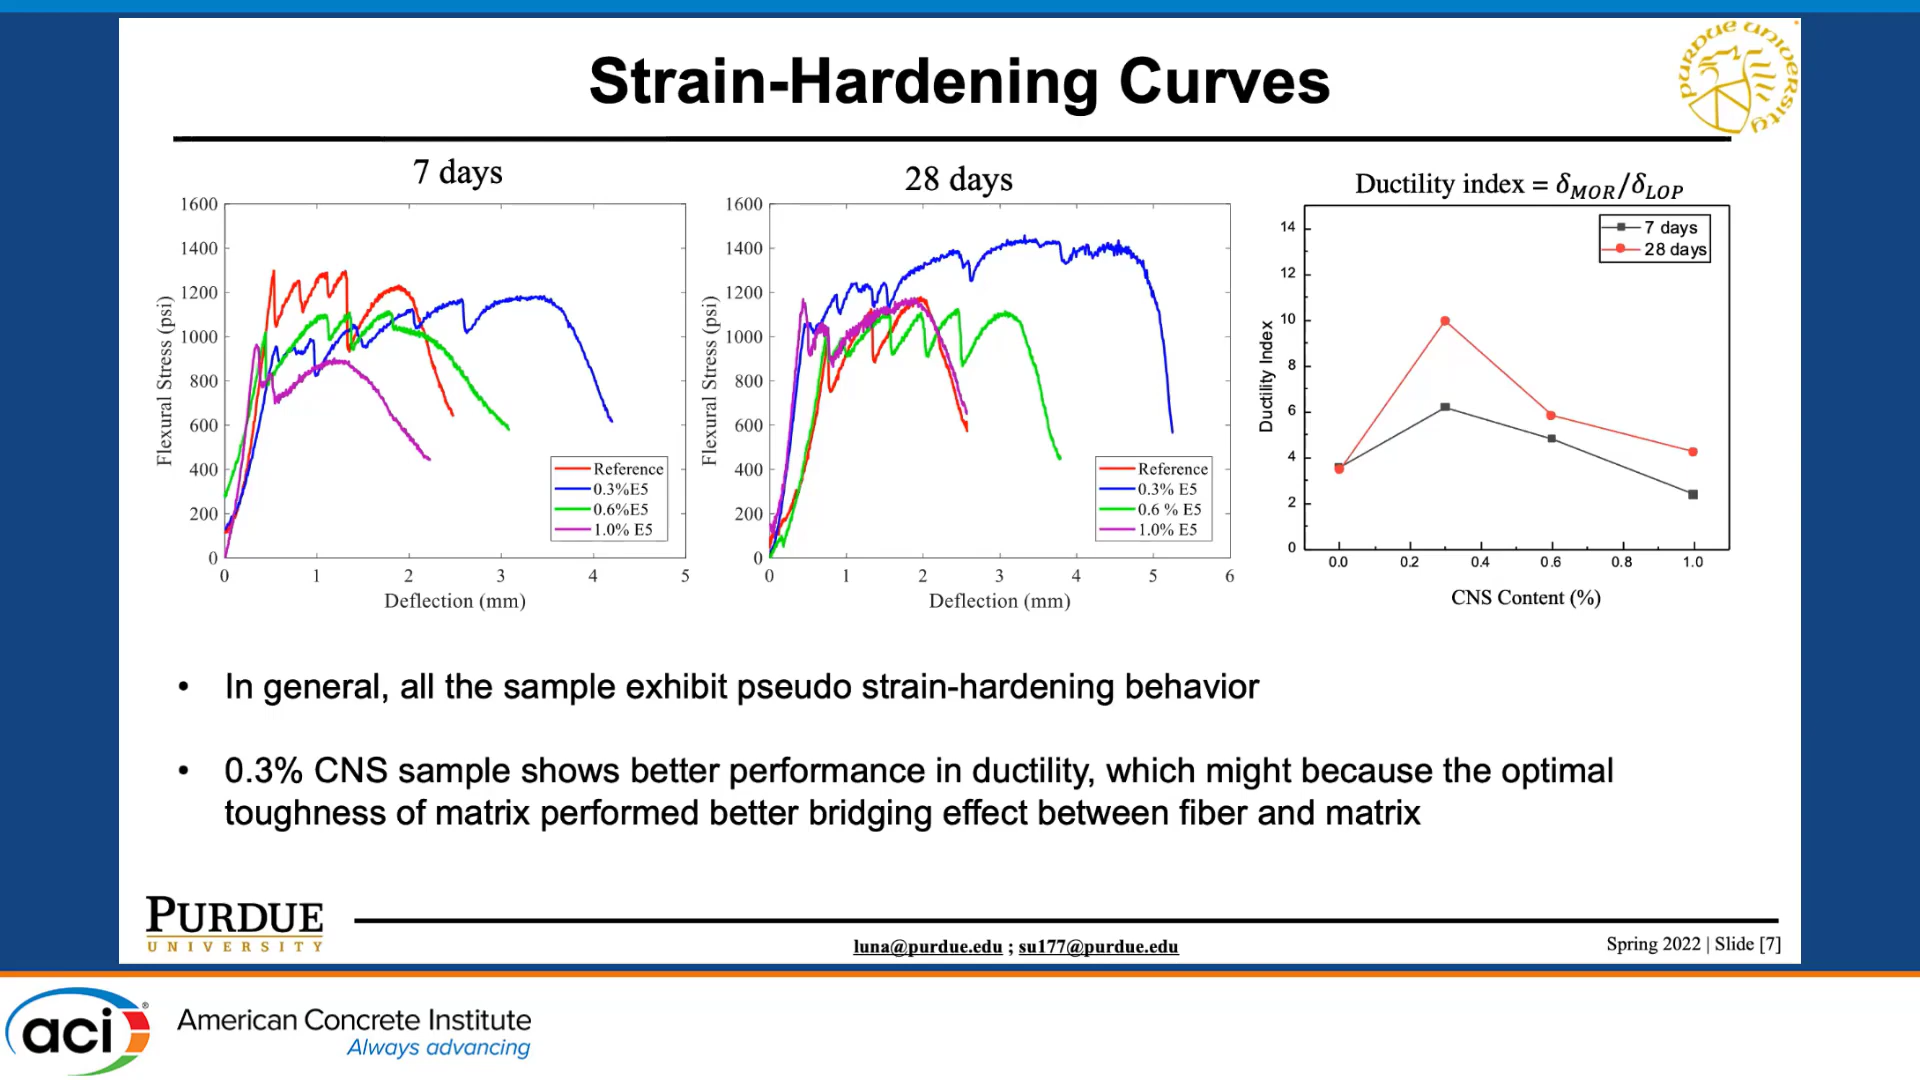 Strain-Hardening Curves
PURDUE UNIVERSITY
7 days
28 days
Ductility index = δMOR/δLOP
1600
1400
1200
1000
800
600
400
200
0
Flexural Stress (psi)
0 1 2 3 4 5
Deflection (mm)
Reference
0.3%E5
0.6%E5
1.0% E5
1600
1400
1200
1000
800
600
400
200
0
Flexural Stress (psi)
0 1 2 3 4 5 6
Deflection (mm)
Reference
0.3% E5
0.6 % E5
1.0% E5
14
12
10
8
6
4
2
0
Ductility Index
0.0 0.2 0.4 0.6 0.8 1.0
CNS Content (%)
7 days
28 days
• In general, all the sample exhibit pseudo strain-hardening behavior
• 0.3% CNS sample shows better performance in ductility, which might because the optimal
toughness of matrix performed better bridging effect between fiber and matrix
PURDUE
UNIVERSITY
luna@purdue.edu ; su177@purdue.edu
Spring 2022 | Slide [7]
aci®
American Concrete Institute
Always advancing